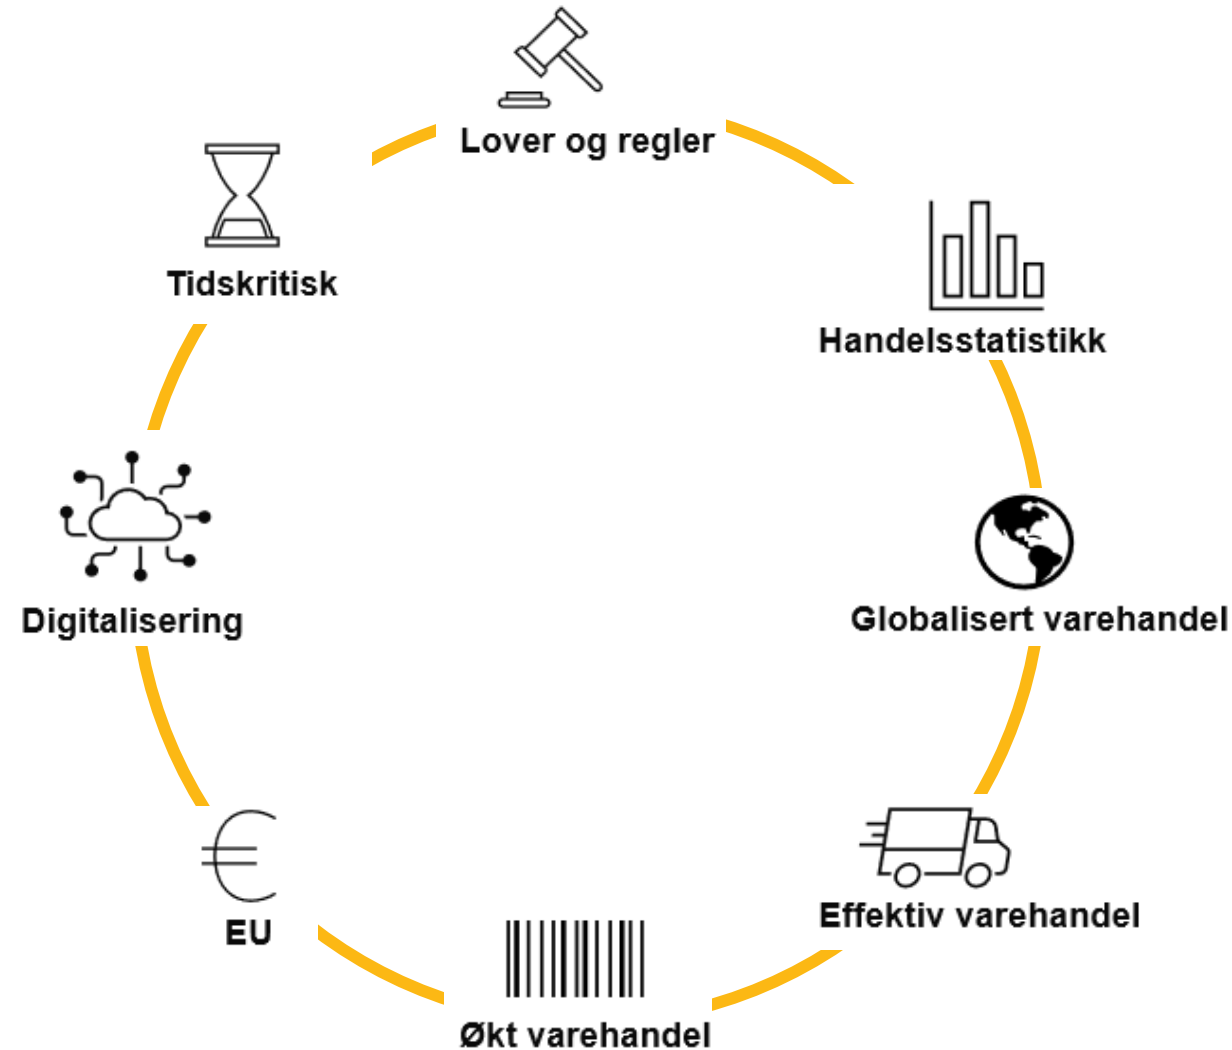 Lover og regler
Tidskritisk
Handelsstatistikk
Digitalisering
Globalisert varehandel
Effektiv varehandel
EU
Økt varehandel